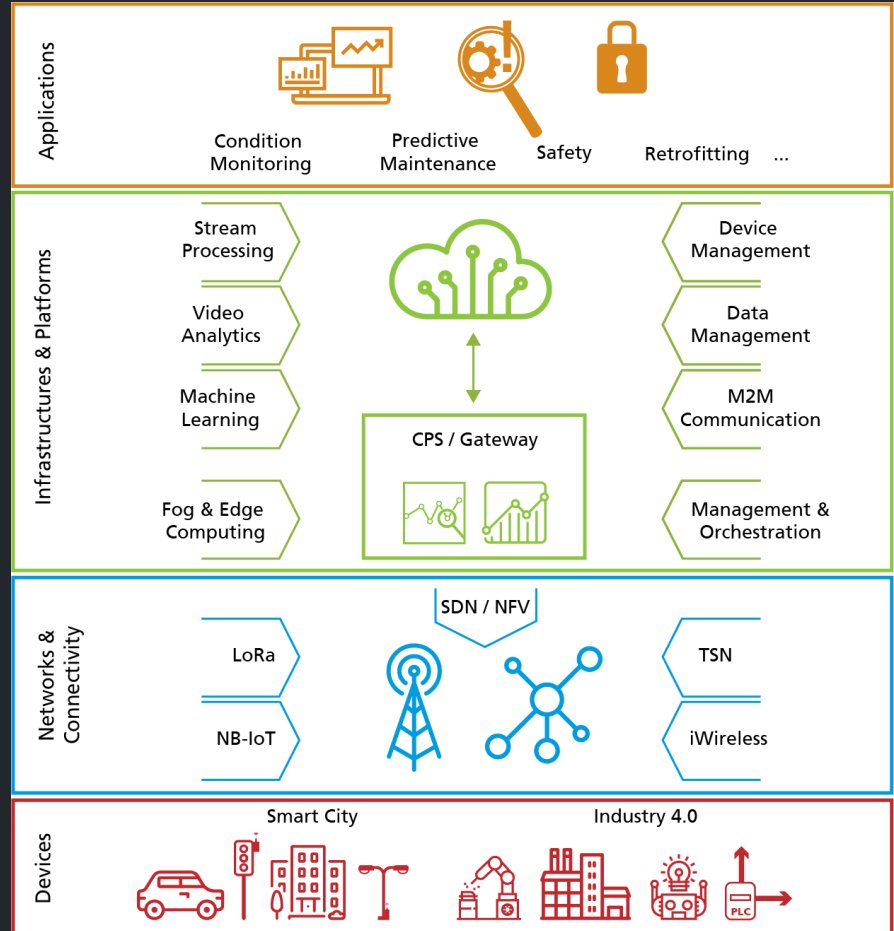 Applications
Condition
Monitoring
Predictive
Maintenance
Safety
Retrofitting
...
Infrastructures & Platforms
Stream
Processing
Video
Analytics
Machine
Learning
Fog & Edge
Computing
CPS / Gateway
Device
Management
Data
Management
M2M
Communication
Management &
Orchestration
Networks &
Connectivity
SDN / NFV
LoRa
NB-IoT
TSN
iWireless
Devices
Smart City
Industry 4.0
PLC